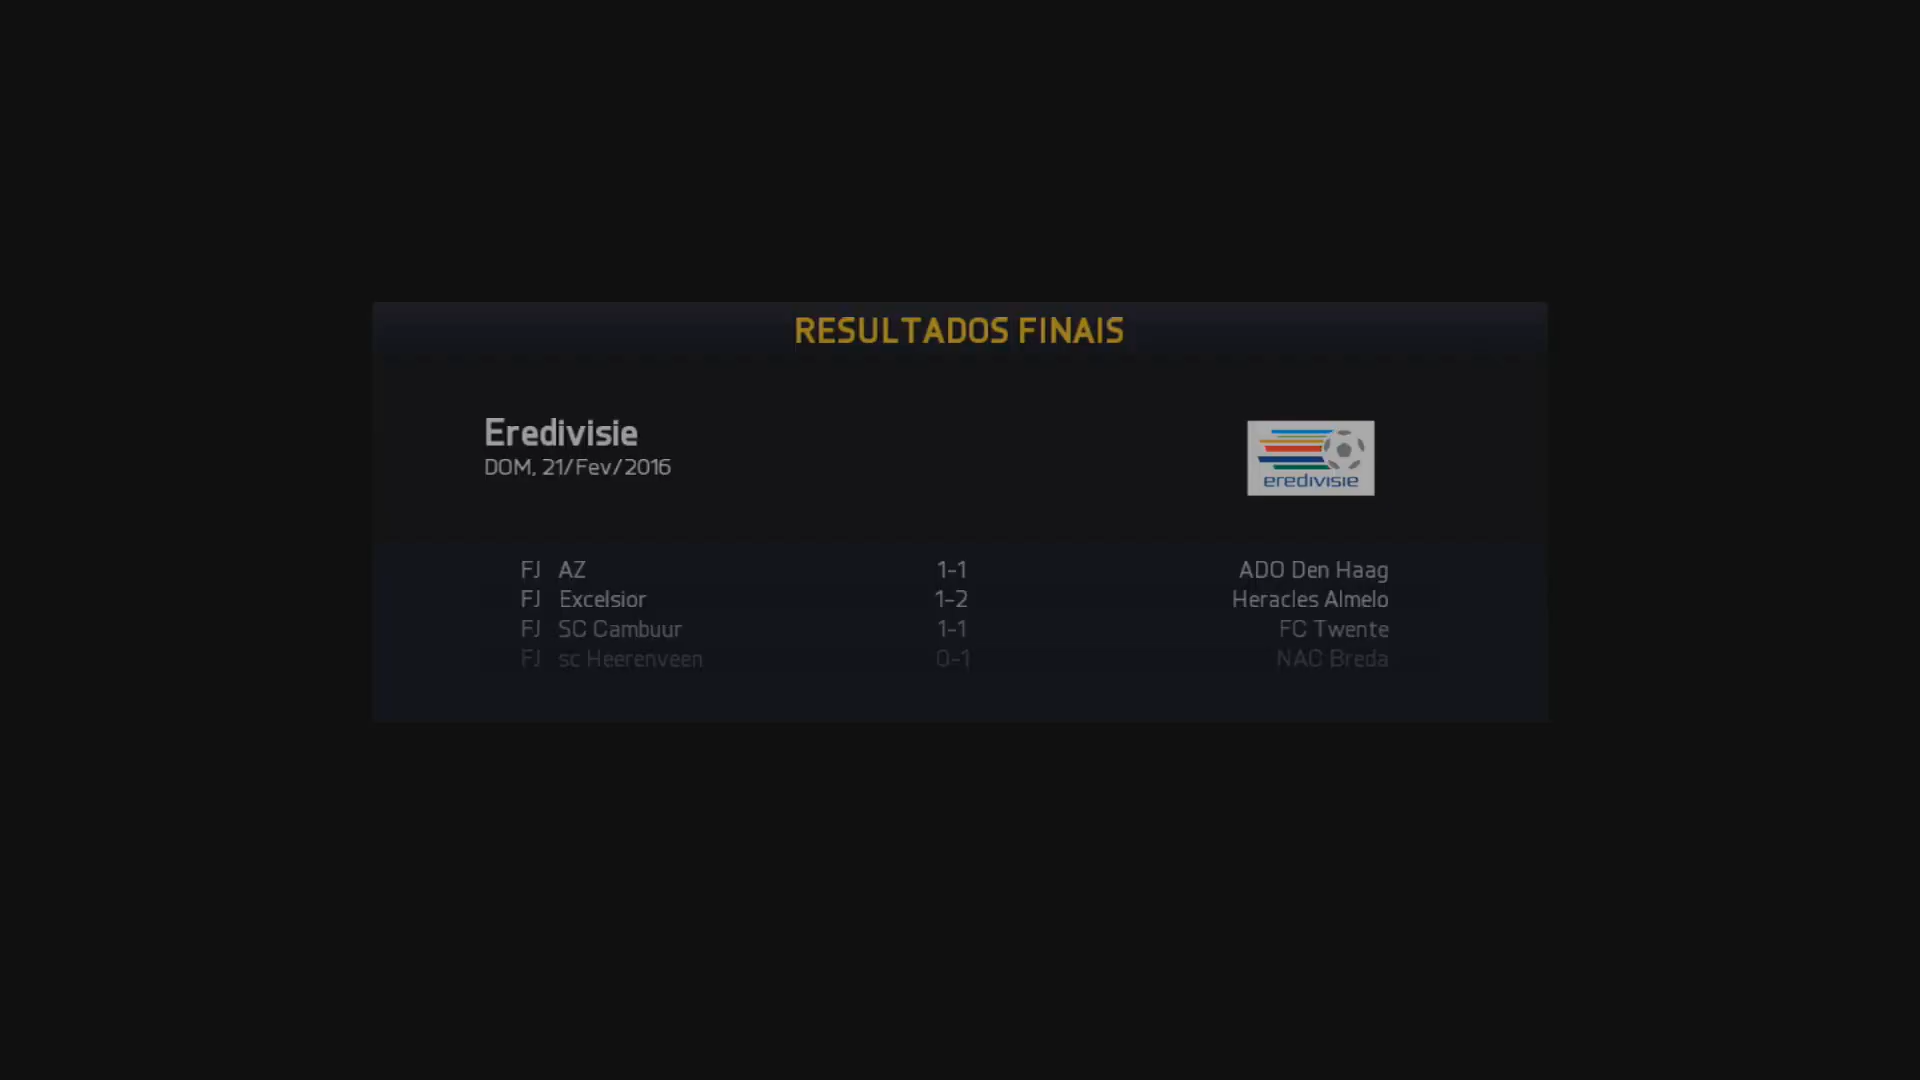 RESULTADOS FINAIS
Eredivisie
DOM, 21/Fev/2016
eredivisie
FJ AZ 1-1 ADO Den Haag
FJ Excelsior 1-2 Heracles Almelo
FJ SC Cambuur 1-1 FC Twente
FJ sc Heerenveen 0-1 NAC Breda